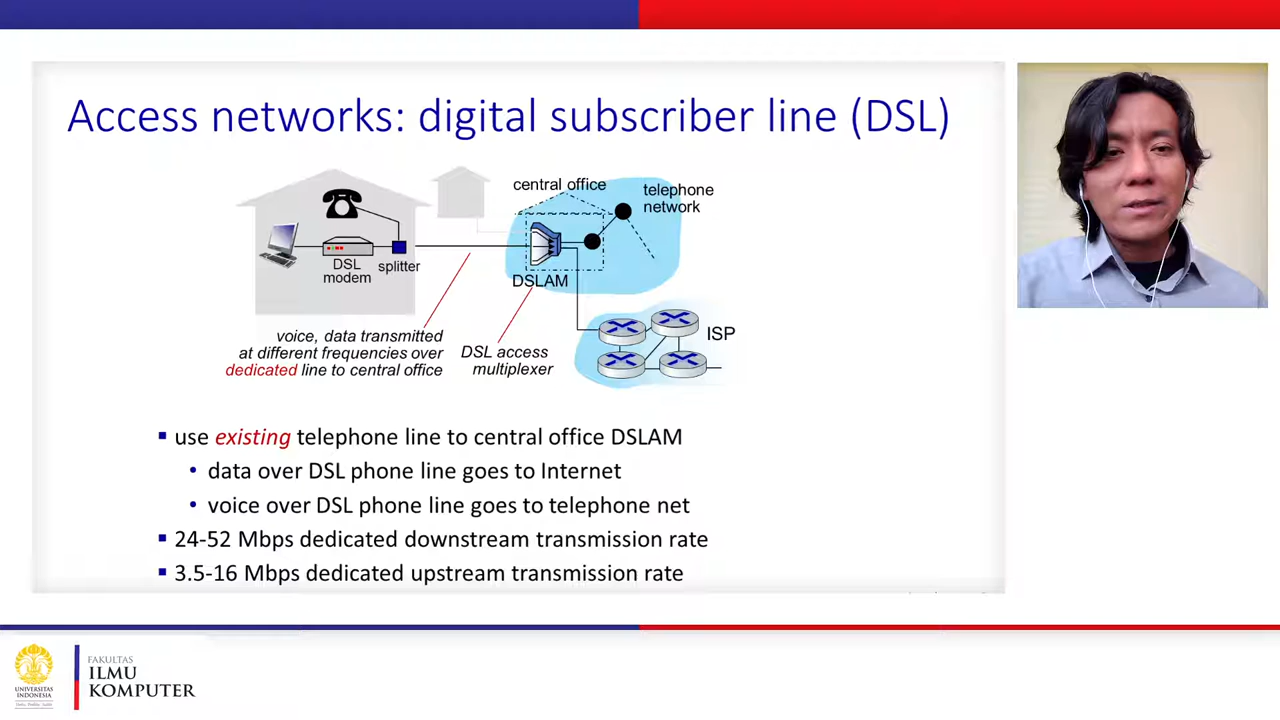 Access networks: digital subscriber line (DSL)
central office
telephone
network
DSL
modem
splitter
DSLAM
ISP
voice, data transmitted
at different frequencies over
dedicated line to central office
DSL access
multiplexer
▪ use existing telephone line to central office DSLAM
• data over DSL phone line goes to Internet
• voice over DSL phone line goes to telephone net
▪ 24-52 Mbps dedicated downstream transmission rate
▪ 3.5-16 Mbps dedicated upstream transmission rate
UNIVERSITAS
INDONESIA
FAKULTAS
ILMU
KOMPUTER